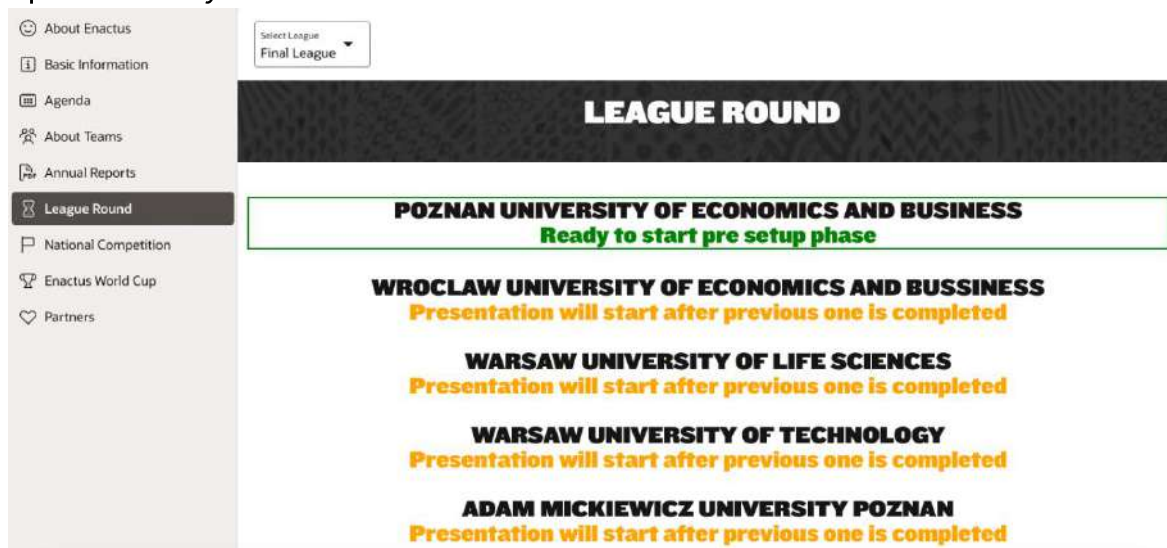 About Enactus
Basic Information
Agenda
About Teams
Annual Reports
League Round
National Competition
Enactus World Cup
Partners
Select League
Final League
LEAGUE ROUND
POZNAN UNIVERSITY OF ECONOMICS AND BUSINESS
Ready to start pre setup phase
WROCLAW UNIVERSITY OF ECONOMICS AND BUSSINESS
Presentation will start after previous one is completed
WARSAW UNIVERSITY OF LIFE SCIENCES
Presentation will start after previous one is completed
WARSAW UNIVERSITY OF TECHNOLOGY
Presentation will start after previous one is completed
ADAM MICKIEWICZ UNIVERSITY POZNAN
Presentation will start after previous one is completed